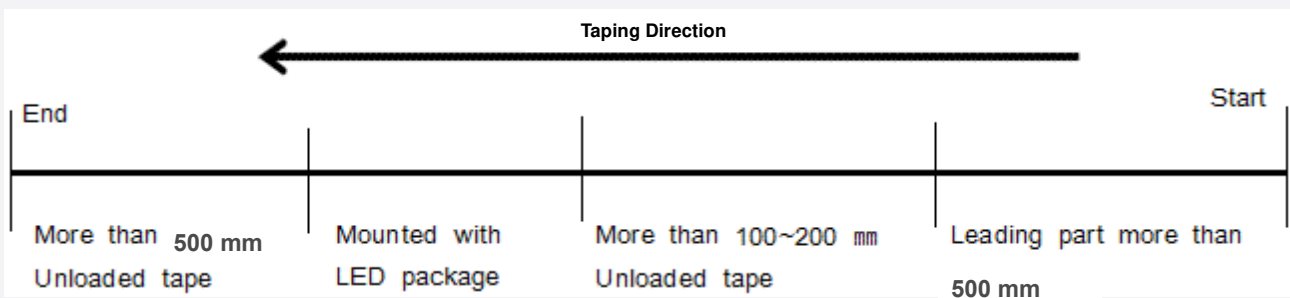 Taping Direction
End
Start
More than 500 mm
Unloaded tape
Mounted with
LED package
More than 100~200 ㎜
Unloaded tape
Leading part more than
500 mm